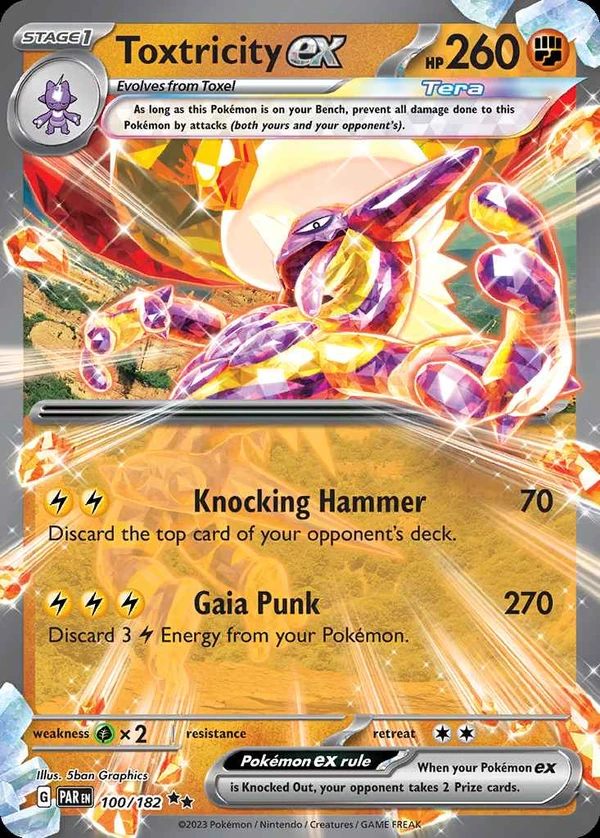 STAGE1
Toxtricity ex
HP 260
Evolves from Toxel
Tera
As long as this Pokémon is on your Bench, prevent all damage done to this
Pokémon by attacks (both yours and your opponent's).
Knocking Hammer 70
Discard the top card of your opponent's deck.
Gaia Punk 270
Discard 3 Energy from your Pokémon.
weakness ×2 resistance retreat
Pokémon ex rule
When your Pokémon ex
is Knocked Out, your opponent takes 2 Prize cards.
Illus. 5ban Graphics
G PAR EN 100/182
©2023 Pokémon / Nintendo / Creatures / GAME FREAK